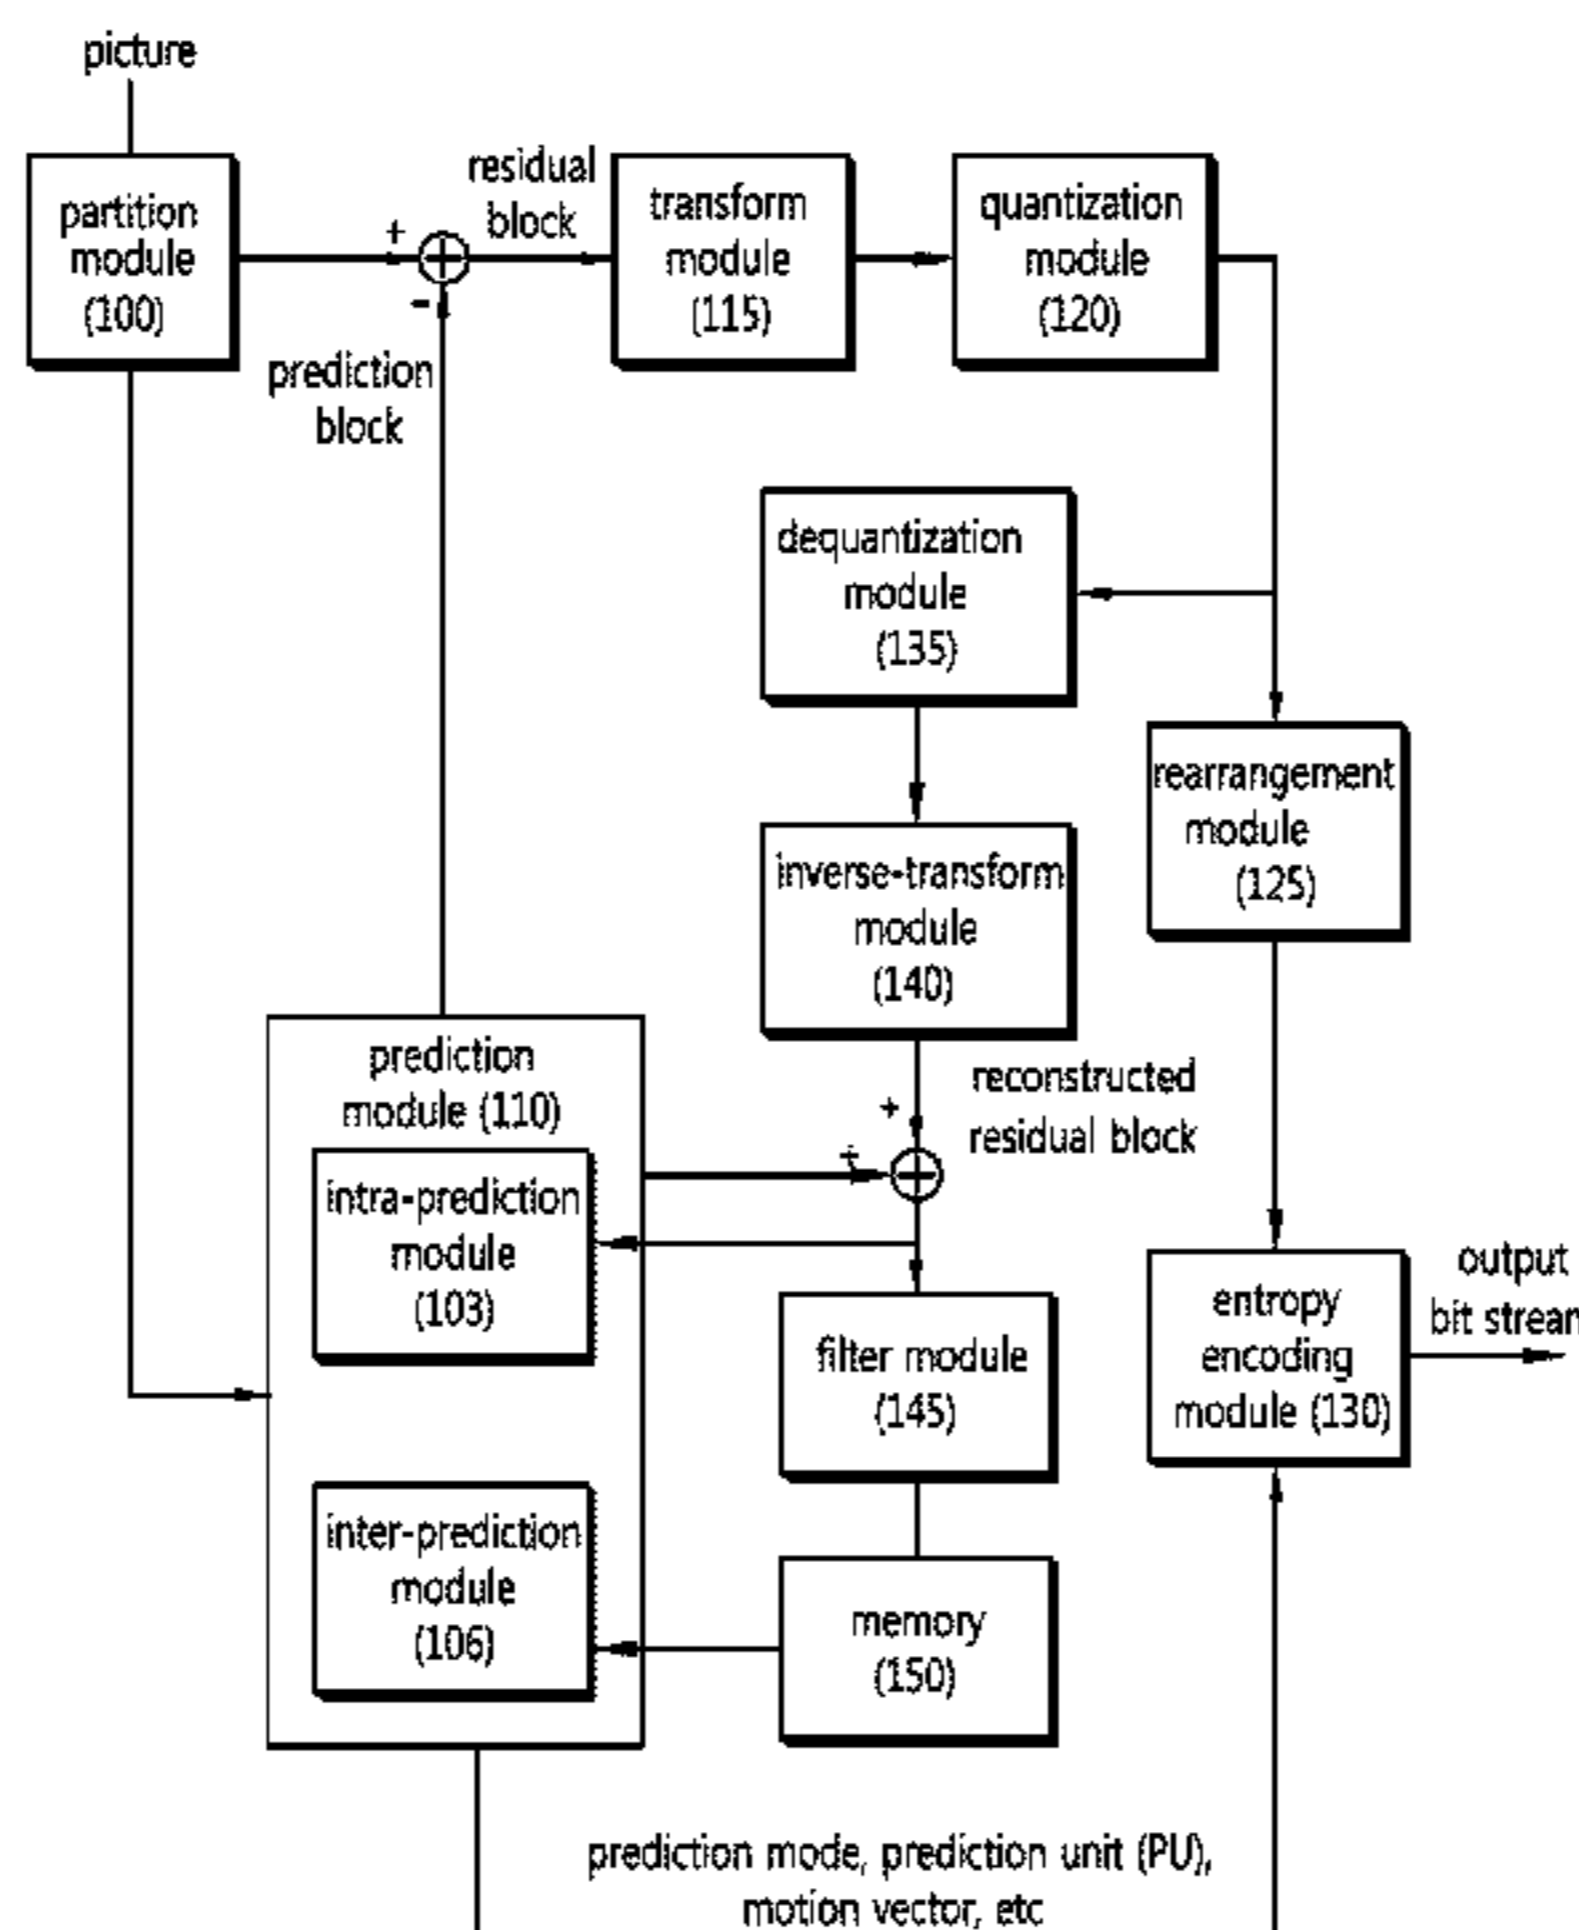 picture
partition
module
(100)
+
-
residual
block
prediction
block
transform
module
(115)
quantization
module
(120)
dequantization
module
(135)
rearrangement
module
(125)
inverse-transform
module
(140)
reconstructed
residual block
+
+
prediction
module (110)
intra-prediction
module
(103)
inter-prediction
module
(106)
filter module
(145)
memory
(150)
entropy
encoding
module (130)
output
bit stream
prediction mode, prediction unit (PU),
motion vector, etc